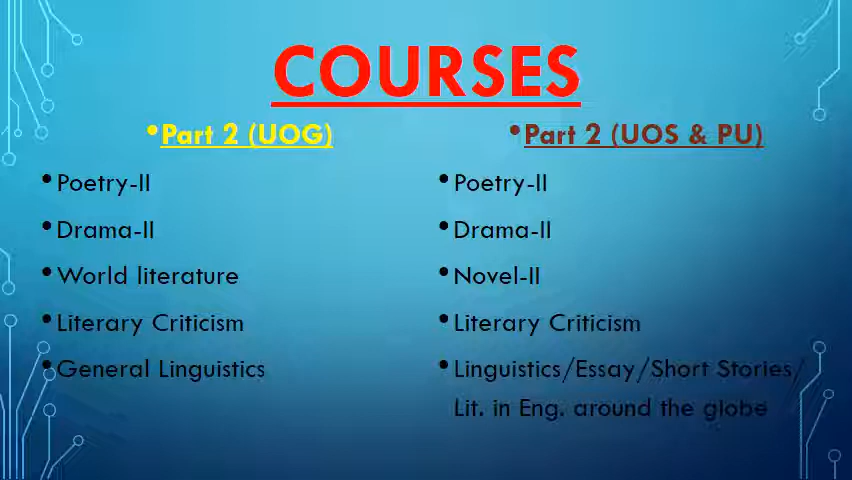 COURSES
•Part 2 (UOG)
•Poetry-II
•Drama-II
•World literature
•Literary Criticism
•General Linguistics
•Part 2 (UOS & PU)
•Poetry-II
•Drama-II
•Novel-II
•Literary Criticism
•Linguistics/Essay/Short Stories/
Lit. in Eng. around the globe